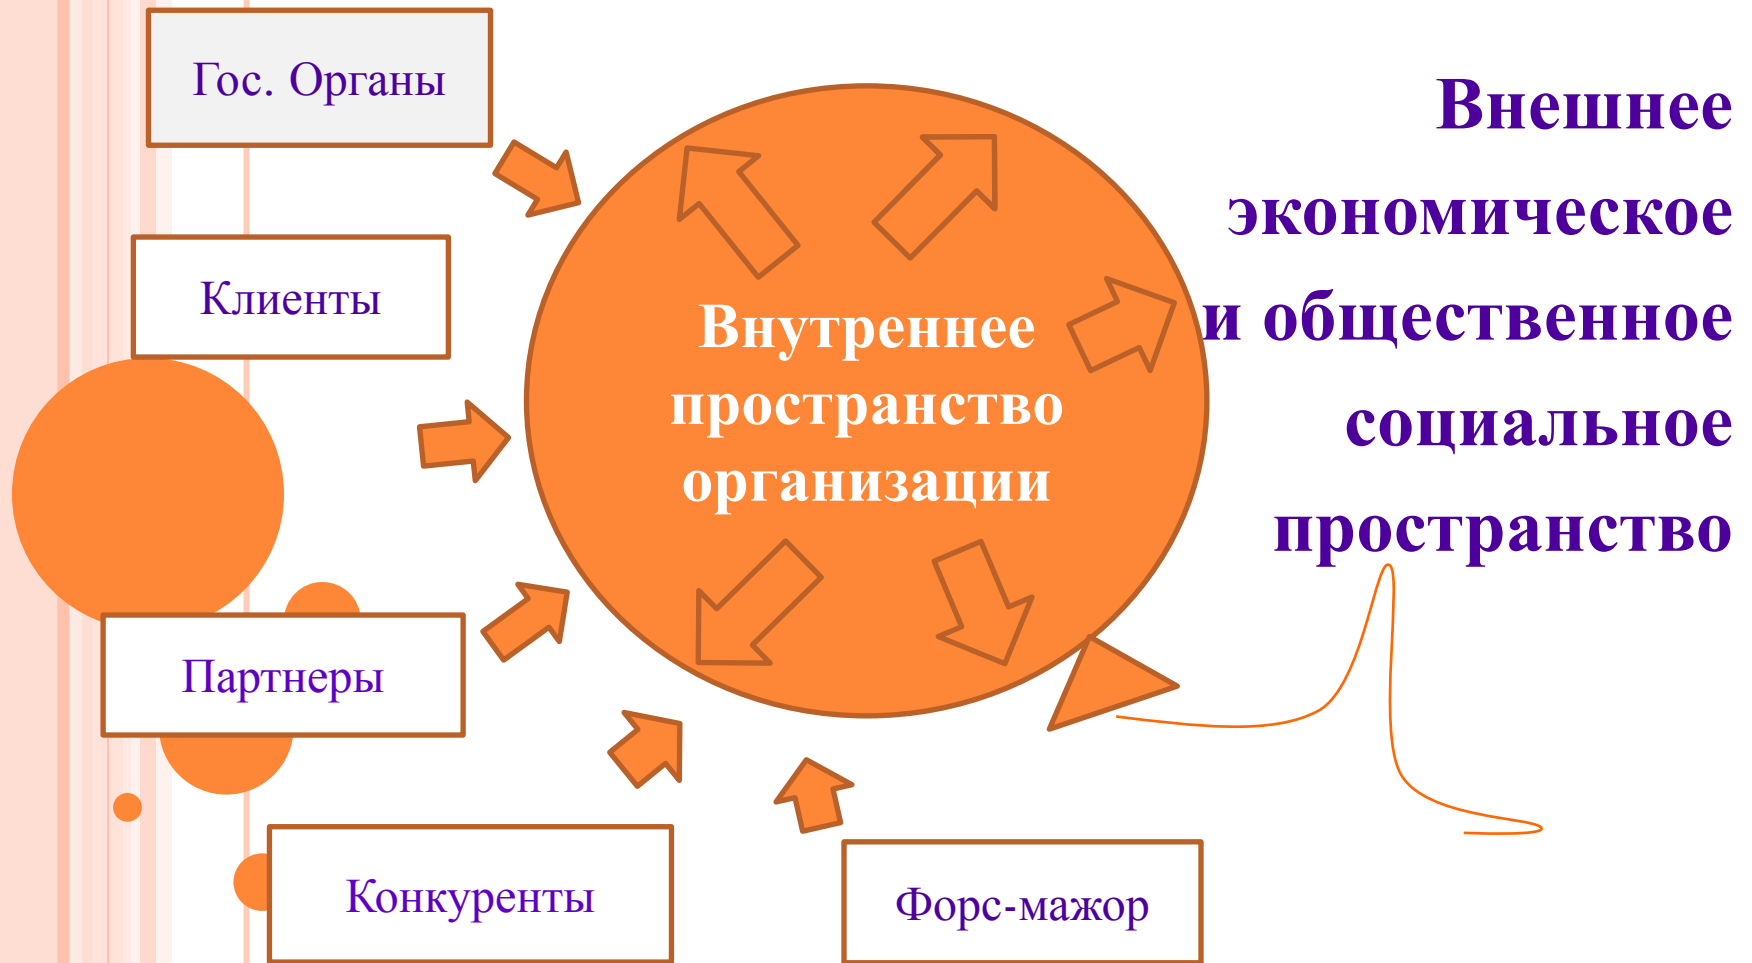 Гос. Органы
Клиенты
Партнеры
Конкуренты
Форс-мажор
Внутреннее
пространство
организации
Внешнее
экономическое
и общественное
социальное
пространство